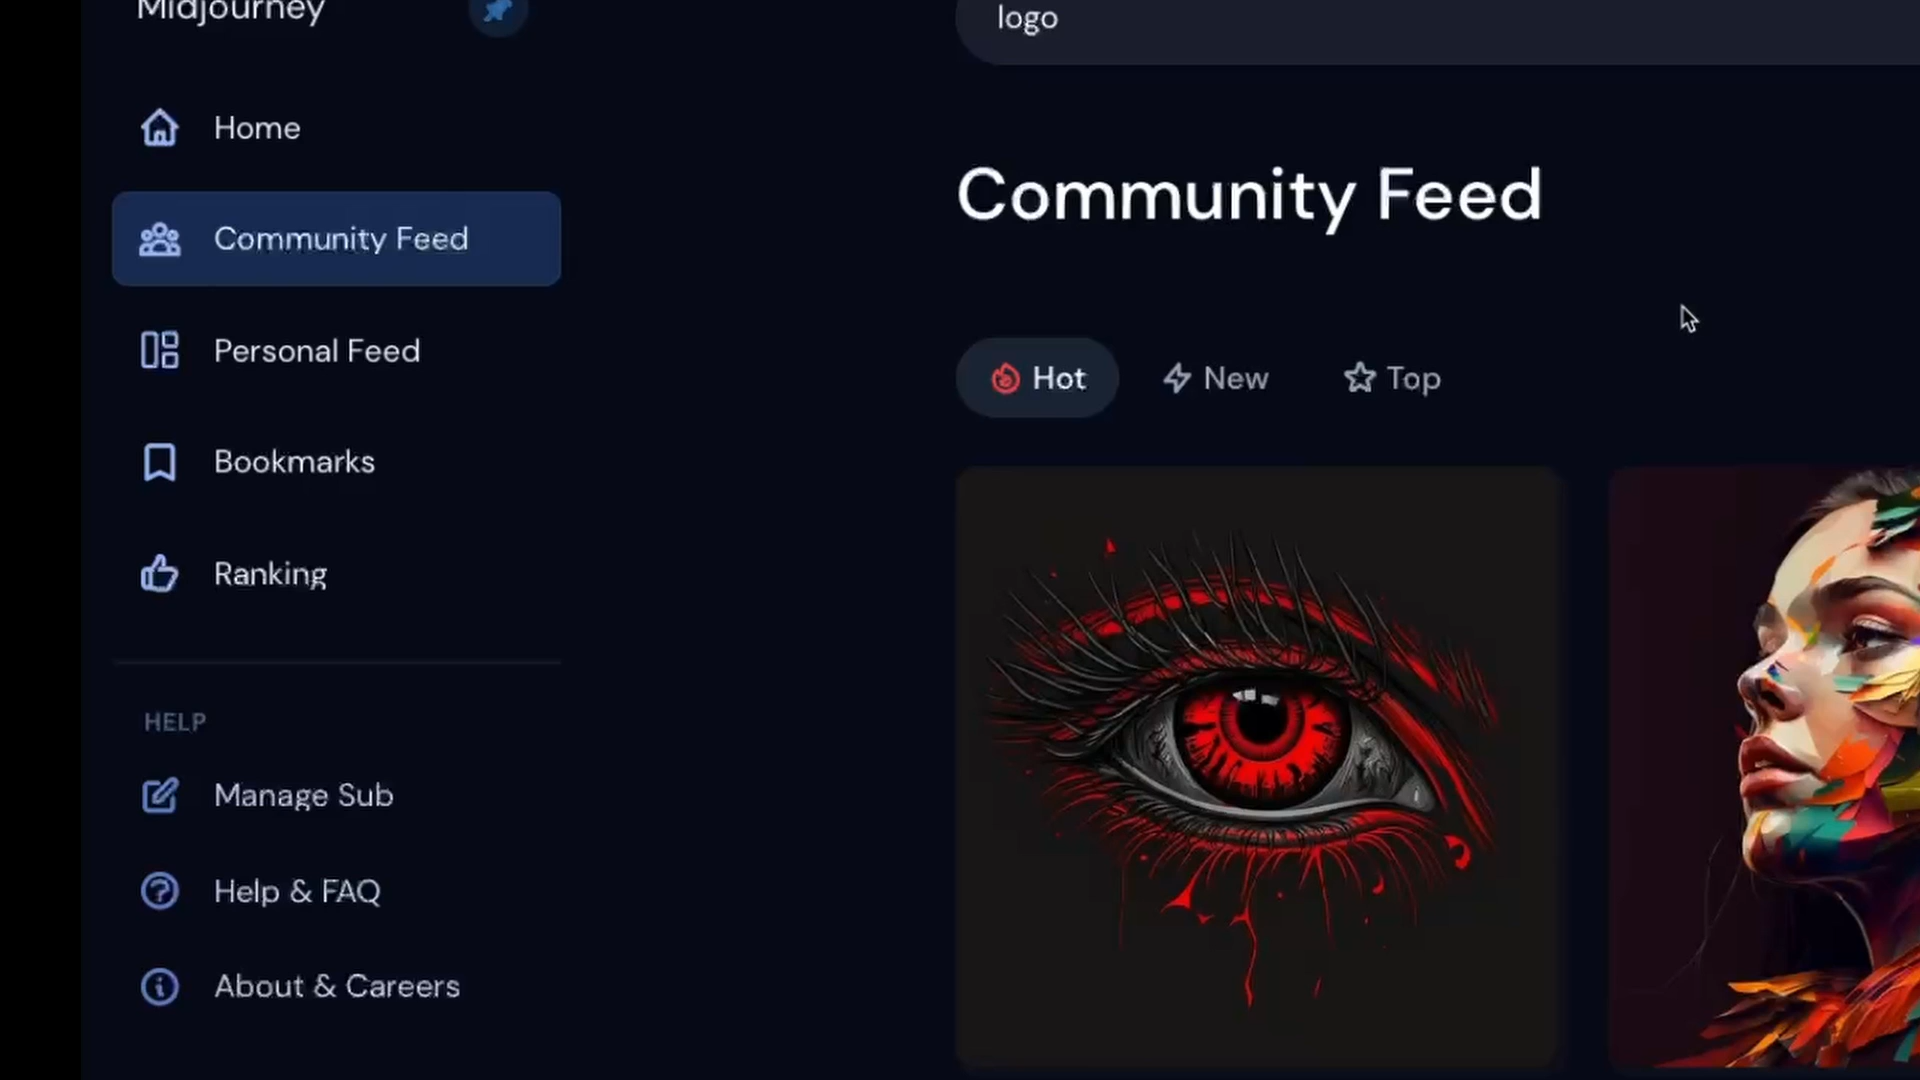 Midjourney
Home
Community Feed
Personal Feed
Bookmarks
Ranking
HELP
Manage Sub
Help & FAQ
About & Careers
logo
Community Feed
Hot
New
Top